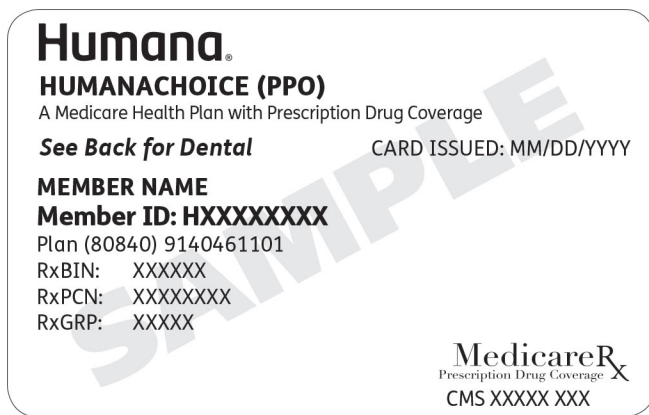 Humana®
HUMANACHOICE (PPO)
A Medicare Health Plan with Prescription Drug Coverage
See Back for Dental CARD ISSUED: MM/DD/YYYY
MEMBER NAME
Member ID: HXXXXXXXX
Plan (80840) 9140461101
RxBIN: XXXXXX
RxPCN: XXXXXXXX
RxGRP: XXXXX
SAMPLE
MedicareRx
Prescription Drug Coverage
CMS XXXXX XXX